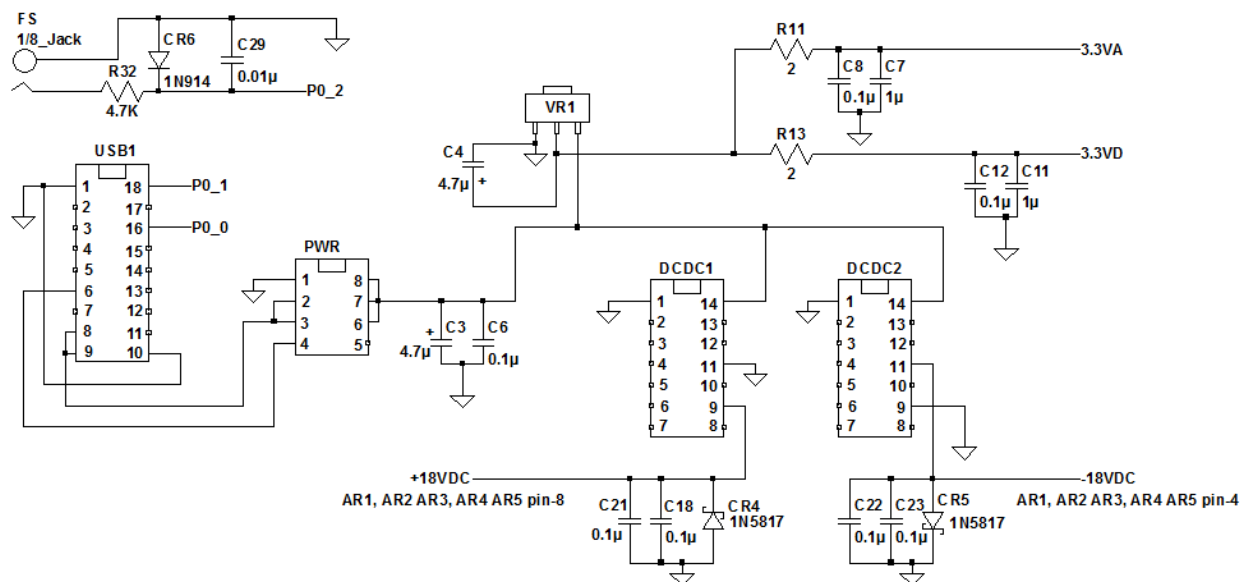 FS
1/8_Jack
CR6
1N914
C29
0.01µ
R32
4.7K
P0_2
USB1
1 18 P0_1
2 17
3 16 P0_0
4 15
5 14
6 13
7 12
8 11
9 10
PWR
1 8
2 7
3 6
4 5
+ C3
4.7µ
C6
0.1µ
VR1
C4
4.7µ +
R11
2
3.3VA
C8
0.1µ
C7
1µ
R13
2
3.3VD
C12
0.1µ
C11
1µ
DCDC1
1 14
2 13
3 12
4 11
5 10
6 9
7 8
DCDC2
1 14
2 13
3 12
4 11
5 10
6 9
7 8
+18VDC
AR1, AR2 AR3, AR4 AR5 pin-8
C21
0.1µ
C18
0.1µ
CR4
1N5817
-18VDC
AR1, AR2 AR3, AR4 AR5 pin-4
C22
0.1µ
C23
0.1µ
CR5
1N5817